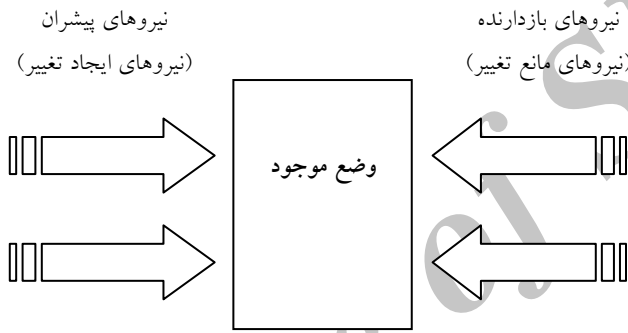 نیروهای بازدارنده
(نیروهای مانع تغییر)
نیروهای پیشران
(نیروهای ایجاد تغییر)
وضع موجود